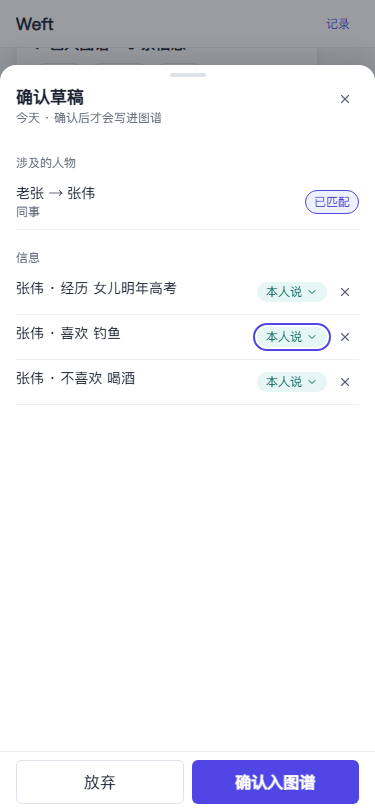 Weft
记录
确认草稿
今天 · 确认后才会写进图谱
涉及的人物
老张 → 张伟
同事
已匹配
信息
张伟 · 经历 女儿明年高考
本人说
张伟 · 喜欢 钓鱼
本人说
张伟 · 不喜欢 喝酒
本人说
放弃
确认入图谱